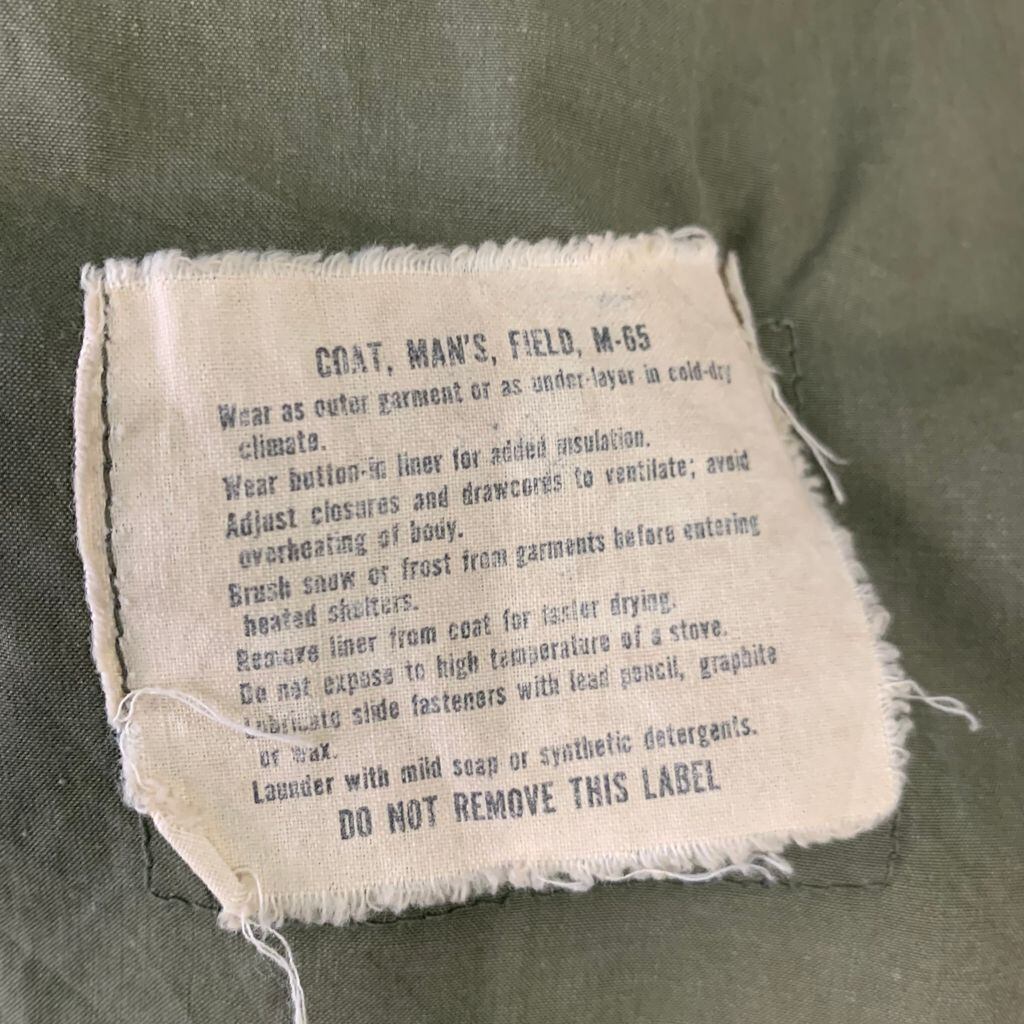 COAT, MAN'S, FIELD, M-65
Wear as outer garment or as under-layer in cold-dry
climate.
Wear button-in liner for added insulation.
Adjust closures and drawcords to ventilate; avoid
overheating of body.
Brush snow or frost from garments before entering
heated shelters.
Remove liner from coat for faster drying.
Do not expose to high temperature of a stove.
Lubricate slide fasteners with lead pencil, graphite
or wax.
Launder with mild soap or synthetic detergents.
DO NOT REMOVE THIS LABEL